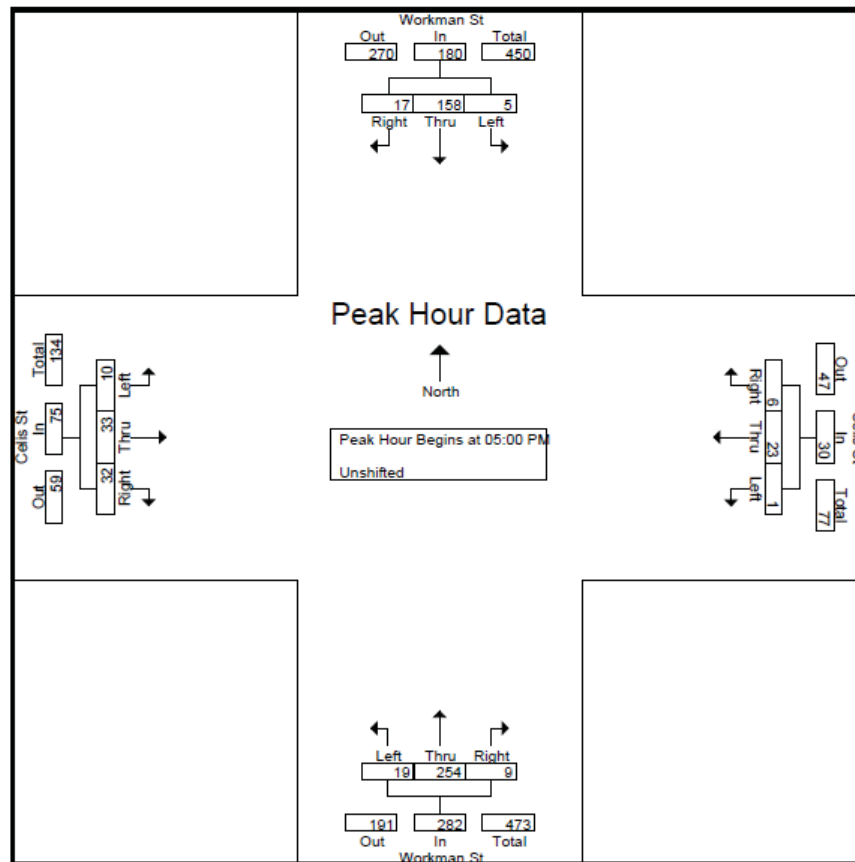 Workman St
Out In Total
270 180 450
17 158 5
Right Thru Left
Peak Hour Data
North
Peak Hour Begins at 05:00 PM
Unshifted
Celis St
Out In Total
59 75 134
32 33 10
Right Thru Left
Right Thru Left
6 23 1
Out In Total
47 30 77
Left Thru Right
19 254 9
191 282 473
Out In Total
Workman St